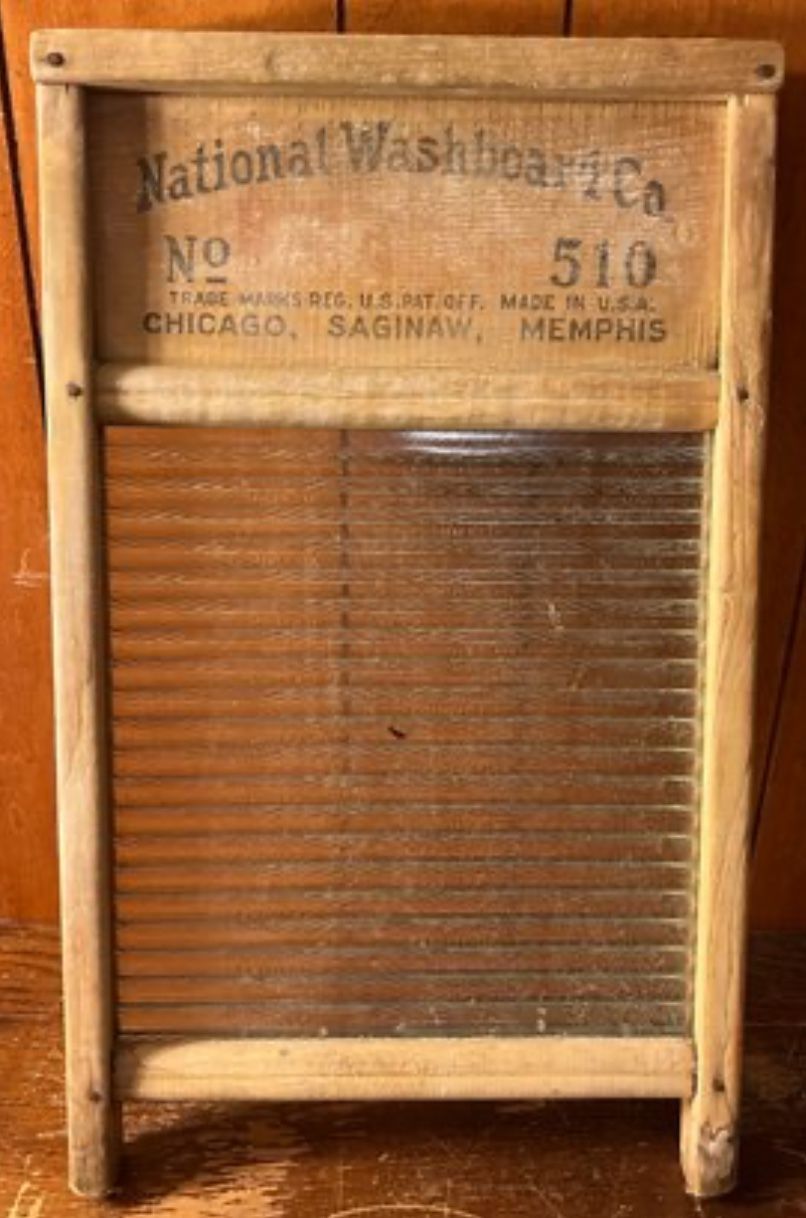 National Washboard Co.
No 510
TRADE MARKS REG. U.S. PAT. OFF. MADE IN U.S.A.
CHICAGO, SAGINAW, MEMPHIS